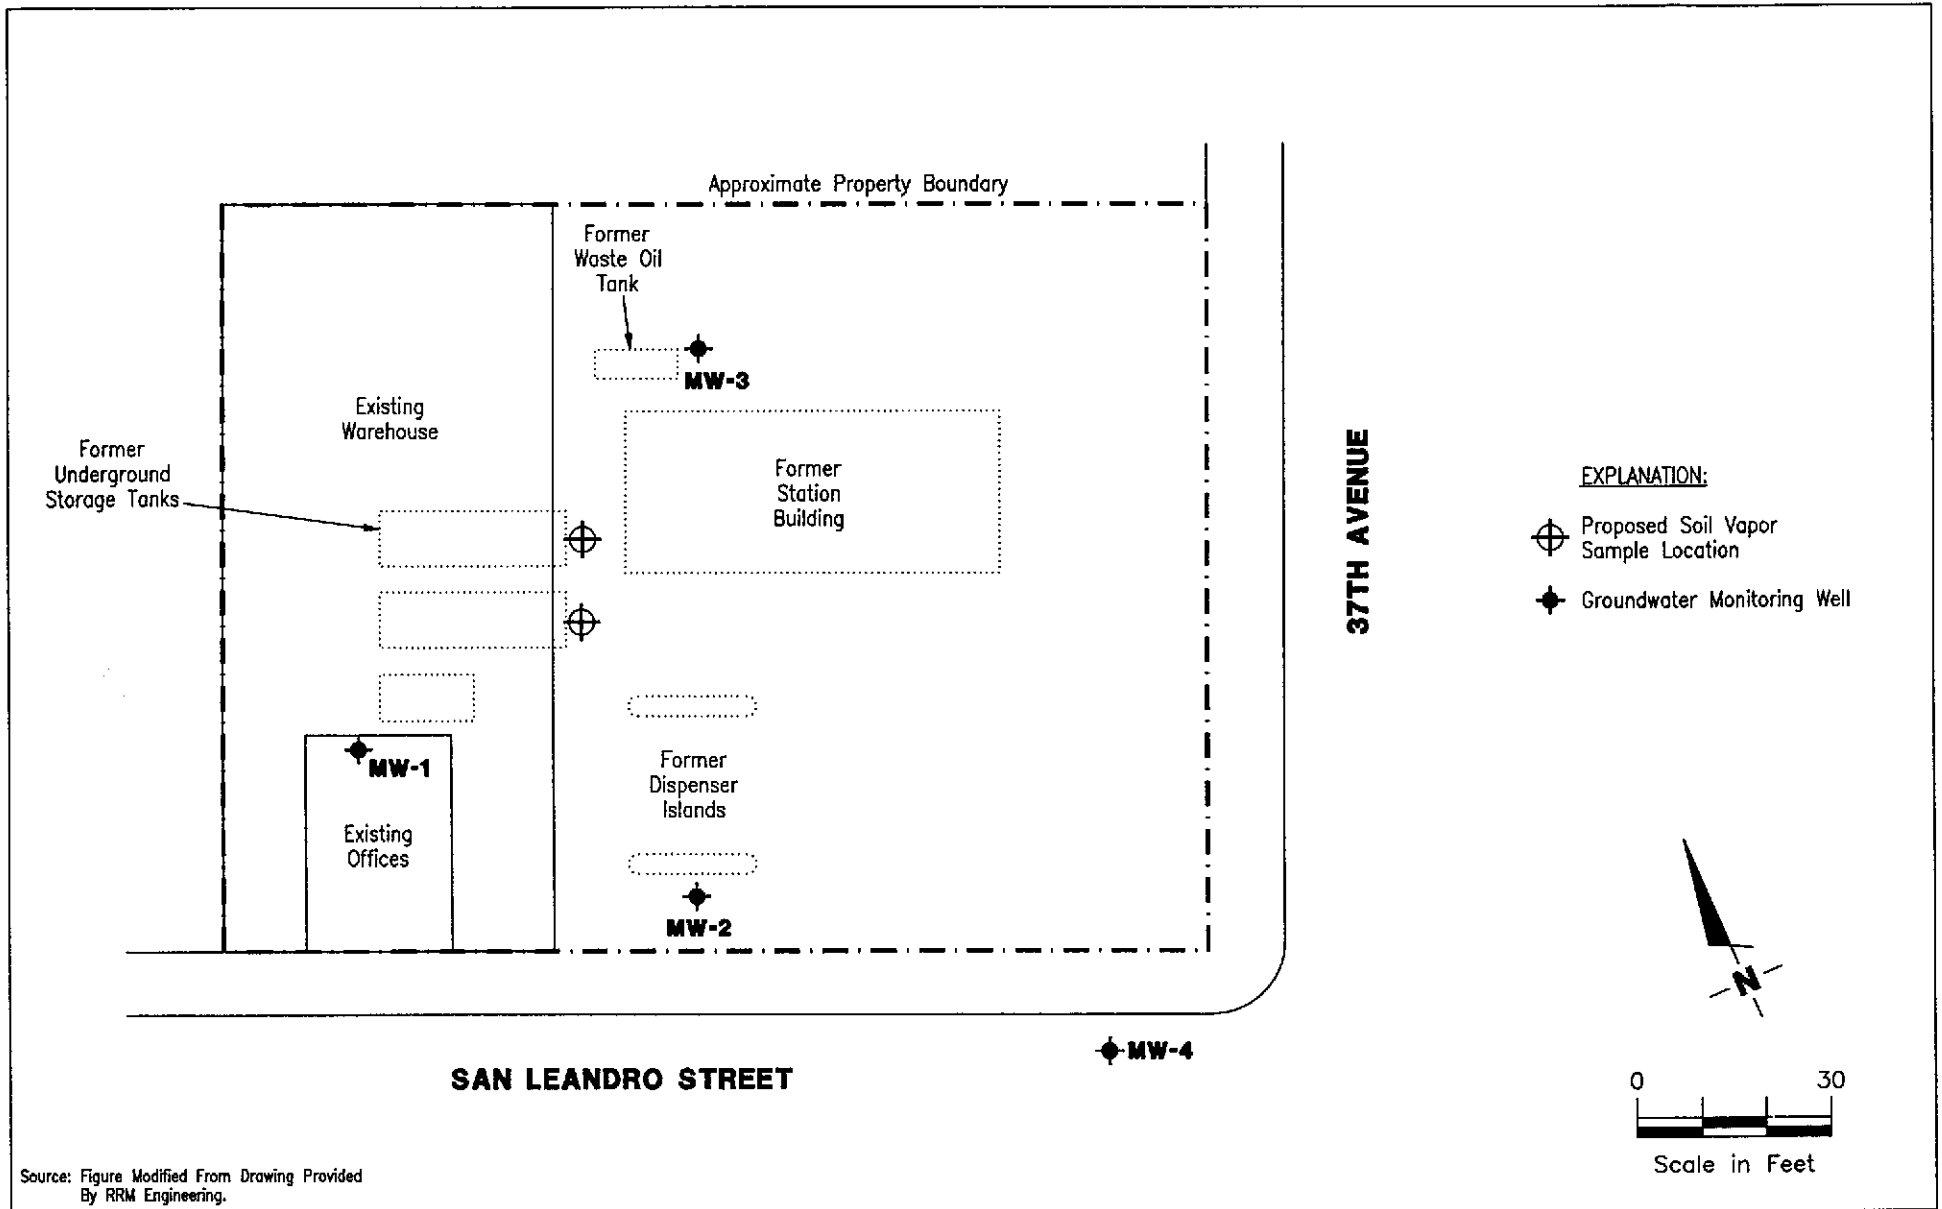 Approximate Property Boundary
Former
Waste Oil
Tank
MW-3
Existing
Warehouse
Former
Underground
Storage Tanks
Former
Station
Building
37TH AVENUE
EXPLANATION:
Proposed Soil Vapor
Sample Location
Groundwater Monitoring Well
MW-1
Existing
Offices
Former
Dispenser
Islands
MW-2
N
MW-4
SAN LEANDRO STREET
0 30
Scale in Feet
Source: Figure Modified From Drawing Provided
By RRM Engineering.